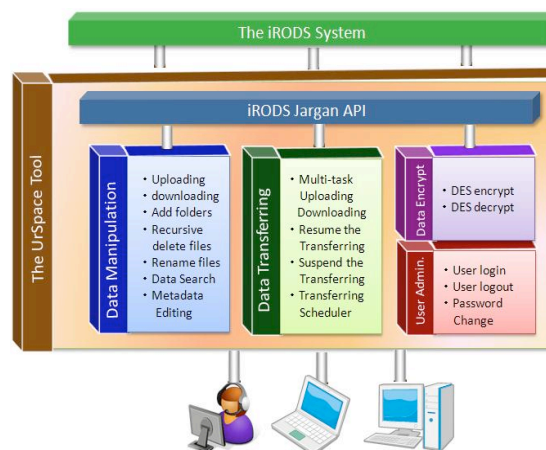 The iRODS System
The UrSpace Tool
iRODS Jargan API
Data Manipulation
• Uploading
• downloading
• Add folders
• Recursive
delete files
• Rename files
• Data Search
• Metadata
Editing
Data Transferring
• Multi-task
Uploading
Downloading
• Resume the
Transferring
• Suspend the
Transferring
• Transferring
Scheduler
Data Encrypt
• DES encrypt
• DES decrypt
User Admin.
• User login
• User logout
• Password
Change